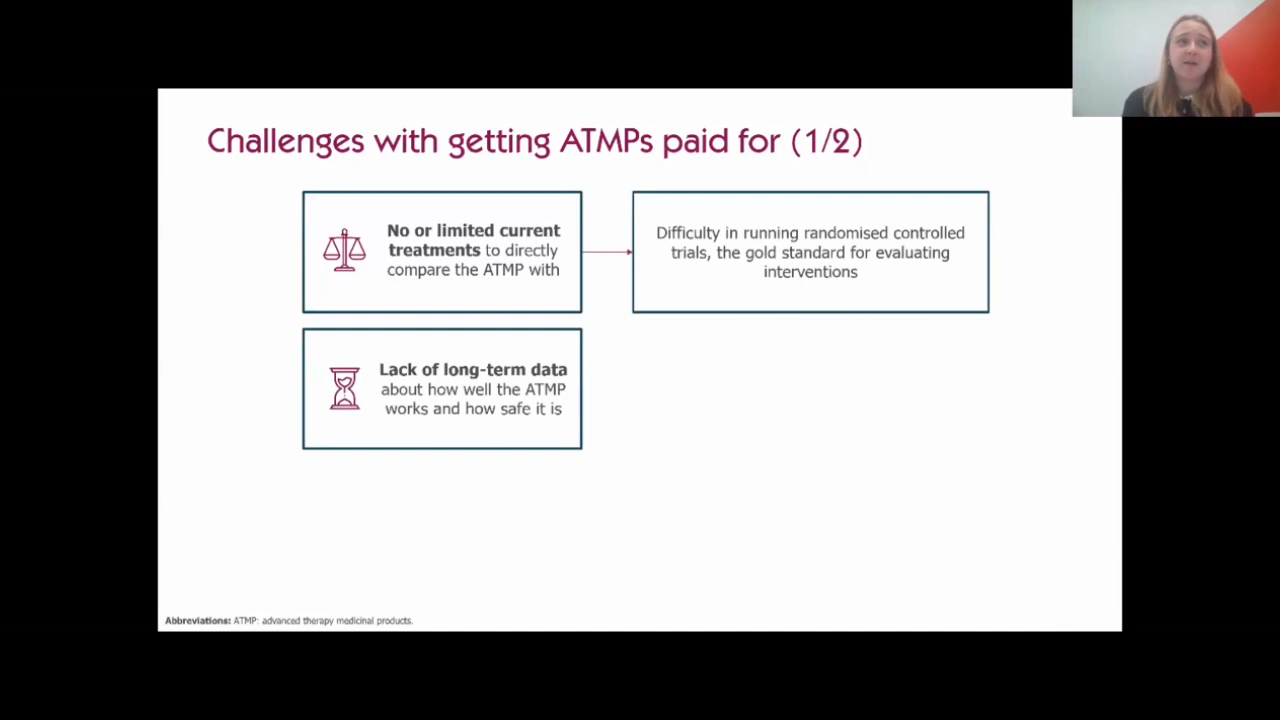 Challenges with getting ATMPs paid for (1/2)
No or limited current
treatments to directly
compare the ATMP with
Difficulty in running randomised controlled
trials, the gold standard for evaluating
interventions
Lack of long-term data
about how well the ATMP
works and how safe it is
Abbreviations: ATMP: advanced therapy medicinal products.